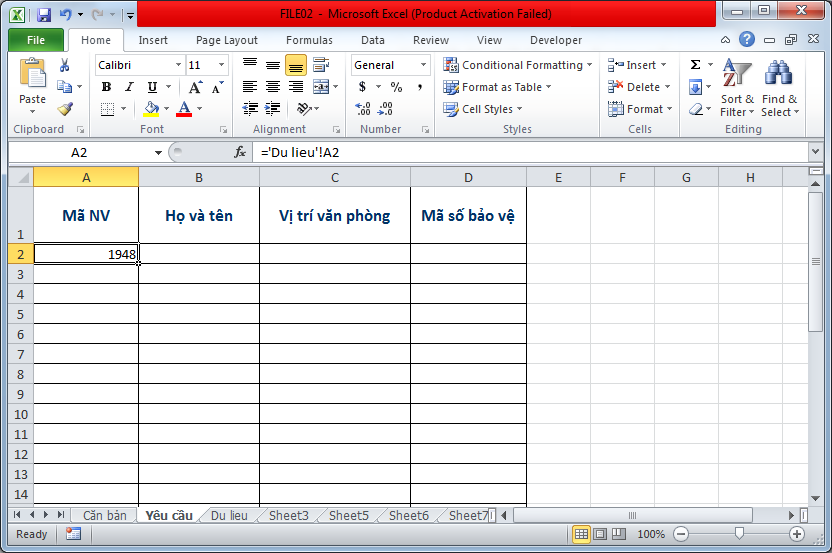 FILE02 - Microsoft Excel (Product Activation Failed)
File Home Insert Page Layout Formulas Data Review View Developer
Paste
Clipboard
Calibri 11
B I U A A
A
Font
Alignment
General
$ % ,
.0 .00 .00 .0
Number
Conditional Formatting
Format as Table
Cell Styles
Styles
Insert
Delete
Format
Cells
Σ
Sort & Filter
Find & Select
Editing
A2 fx ='Du lieu'!A2
A B C D E F G H
1 Mã NV Họ và tên Vị trí văn phòng Mã số bảo vệ
2 1948
3
4
5
6
7
8
9
10
11
12
13
14
Căn bản Yêu cầu Du lieu Sheet3 Sheet5 Sheet6 Sheet7
Ready 100%